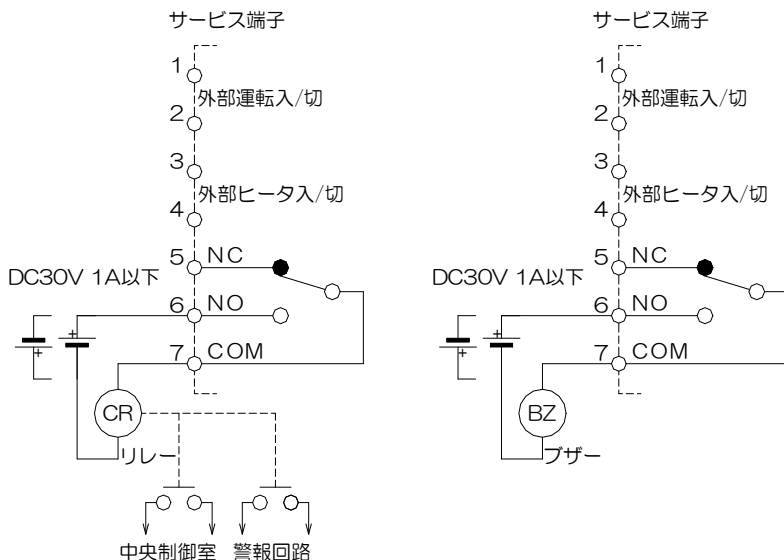 サービス端子
1
外部運転入/切
2
3
外部ヒータ入/切
4
5 NC
DC30V 1A以下
6 NO
+
+
7 COM
CR
リレー
中央制御室 警報回路
サービス端子
1
外部運転入/切
2
3
外部ヒータ入/切
4
5 NC
DC30V 1A以下
6 NO
+
+
7 COM
BZ
ブザー